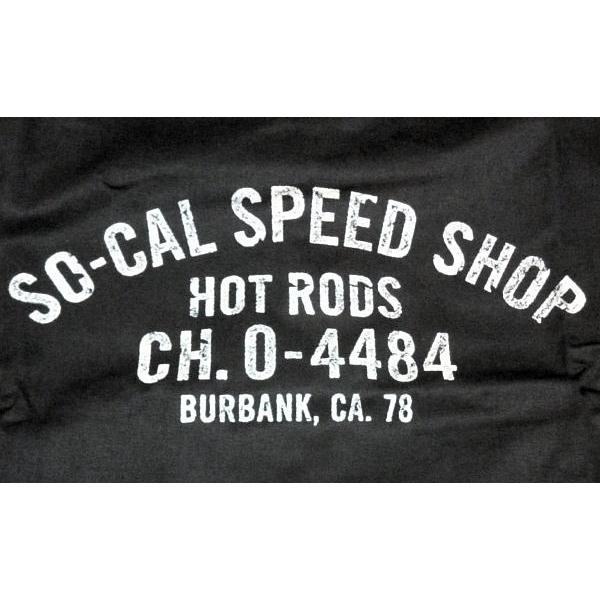 SO-CAL SPEED SHOP
HOT RODS
CH. 0-4484
BURBANK, CA. 78